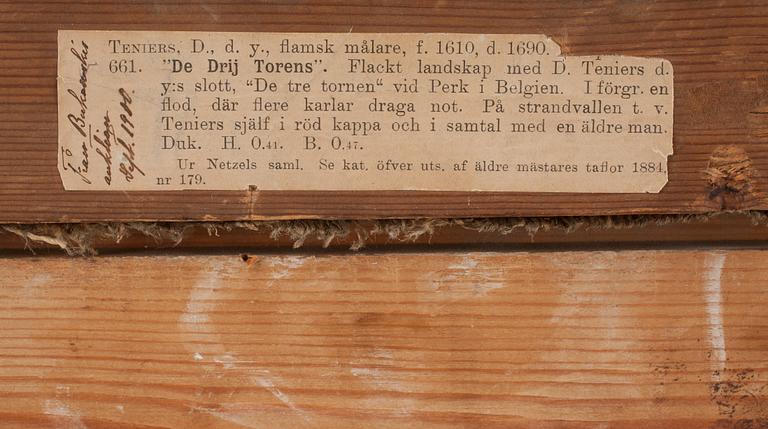 TENIERS, D., d. y., flamsk målare, f. 1610, d. 1690.
661. "De Drij Torens". Flackt landskap med D. Teniers d.
y:s slott, "De tre tornen" vid Perk i Belgien. I förgr. en
flod, där flere karlar draga not. På strandvallen t. v.
Teniers själf i röd kappa och i samtal med en äldre man.
Duk. H. 0.41. B. 0.47.
Ur Netzels saml. Se kat. öfver uts. af äldre mästares taflor 1884,
nr 179.
Från Bukowskis
auktion
Sept. 1908.